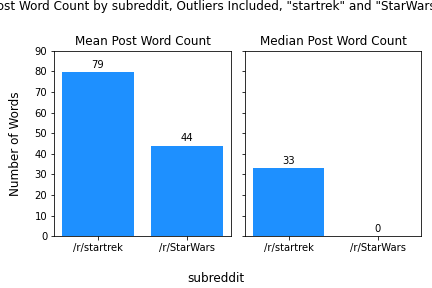 ost Word Count by subreddit, Outliers Included, "startrek" and "StarWars
Mean Post Word Count
Median Post Word Count
90
80
70
60
50
40
30
20
10
0
Number of Words
79
44
33
0
/r/startrek
/r/StarWars
/r/startrek
/r/StarWars
subreddit